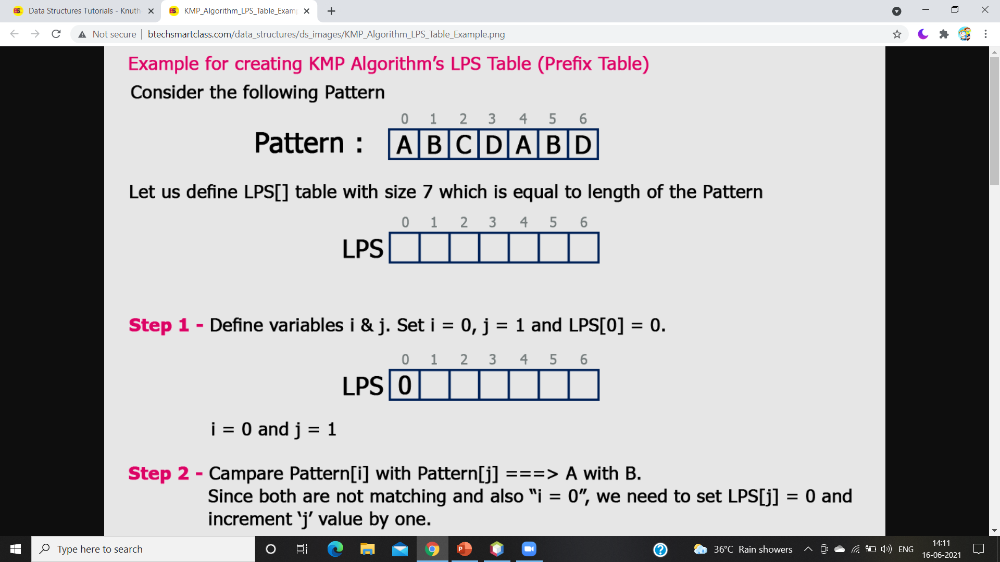 Data Structures Tutorials - Knuth
KMP_Algorithm_LPS_Table_Exam
Not secure
btechsmartclass.com/data_structures/ds_images/KMP_Algorithm_LPS_Table_Example.png
Example for creating KMP Algorithm’s LPS Table (Prefix Table)
Consider the following Pattern
0 1 2 3 4 5 6
Pattern : A B C D A B D
Let us define LPS[] table with size 7 which is equal to length of the Pattern
0 1 2 3 4 5 6
LPS
Step 1 - Define variables i & j. Set i = 0, j = 1 and LPS[0] = 0.
0 1 2 3 4 5 6
LPS 0
i = 0 and j = 1
Step 2 - Campare Pattern[i] with Pattern[j] ===> A with B.
Since both are not matching and also “i = 0”, we need to set LPS[j] = 0 and
increment ‘j’ value by one.
Type here to search
36°C Rain showers
ENG
14:11
16-06-2021